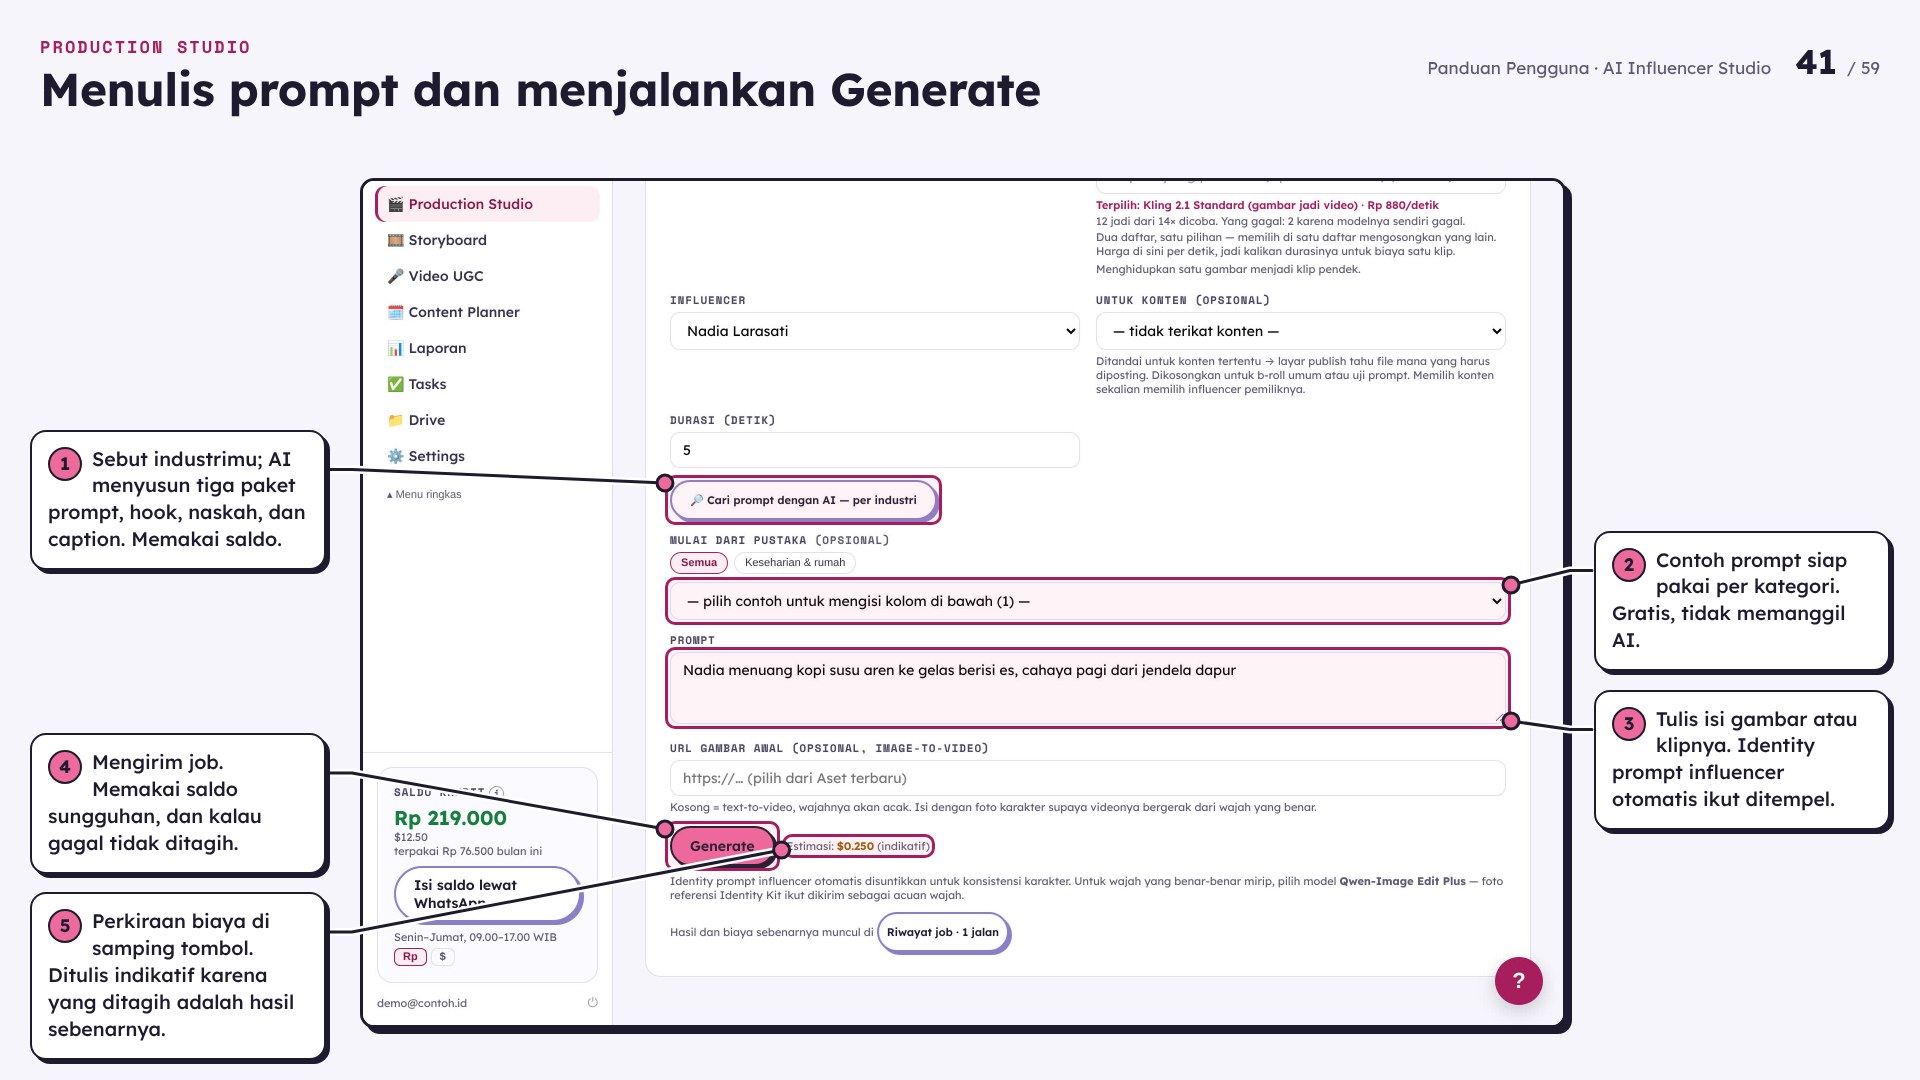 PRODUCTION STUDIO
Menulis prompt dan menjalankan Generate
Panduan Pengguna · AI Influencer Studio 41 / 59
🎬 Production Studio
🎞️ Storyboard
🎤 Video UGC
🗓️ Content Planner
📊 Laporan
✅ Tasks
📁 Drive
⚙️ Settings
▴ Menu ringkas
Terpilih: Kling 2.1 Standard (gambar jadi video) · Rp 880/detik
12 jadi dari 14× dicoba. Yang gagal: 2 karena modelnya sendiri gagal.
Dua daftar, satu pilihan — memilih di satu daftar mengosongkan yang lain.
Harga di sini per detik, jadi kalikan durasinya untuk biaya satu klip.
Menghidupkan satu gambar menjadi klip pendek.
INFLUENCER
Nadia Larasati
UNTUK KONTEN (OPSIONAL)
— tidak terikat konten —
Ditandai untuk konten tertentu → layar publish tahu file mana yang harus
diposting. Dikosongkan untuk b-roll umum atau uji prompt. Memilih konten
sekalian memilih influencer pemiliknya.
DURASI (DETIK)
5
🔎 Cari prompt dengan AI — per industri
MULAI DARI PUSTAKA (OPSIONAL)
Semua
Keseharian & rumah
— pilih contoh untuk mengisi kolom di bawah (1) —
PROMPT
Nadia menuang kopi susu aren ke gelas berisi es, cahaya pagi dari jendela dapur
URL GAMBAR AWAL (OPSIONAL, IMAGE-TO-VIDEO)
https://… (pilih dari Aset terbaru)
Kosong = text-to-video, wajahnya akan acak. Isi dengan foto karakter supaya videonya bergerak dari wajah yang benar.
Generate
Estimasi: $0.250 (indikatif)
Identity prompt influencer otomatis disuntikkan untuk konsistensi karakter. Untuk wajah yang benar-benar mirip, pilih model Qwen-Image Edit Plus — foto
referensi Identity Kit ikut dikirim sebagai acuan wajah.
Hasil dan biaya sebenarnya muncul di Riwayat job · 1 jalan
SALDO
Rp 219.000
$12.50
terpakai Rp 76.500 bulan ini
Isi saldo lewat
WhatsApp
Senin–Jumat, 09.00–17.00 WIB
Rp $
demo@contoh.id
?
1 Sebut industrimu; AI
menyusun tiga paket
prompt, hook, naskah, dan
caption. Memakai saldo.
2 Contoh prompt siap
pakai per kategori.
Gratis, tidak memanggil
AI.
3 Tulis isi gambar atau
klipnya. Identity
prompt influencer
otomatis ikut ditempel.
4 Mengirim job.
Memakai saldo
sungguhan, dan kalau
gagal tidak ditagih.
5 Perkiraan biaya di
samping tombol.
Ditulis indikatif karena
yang ditagih adalah hasil
sebenarnya.